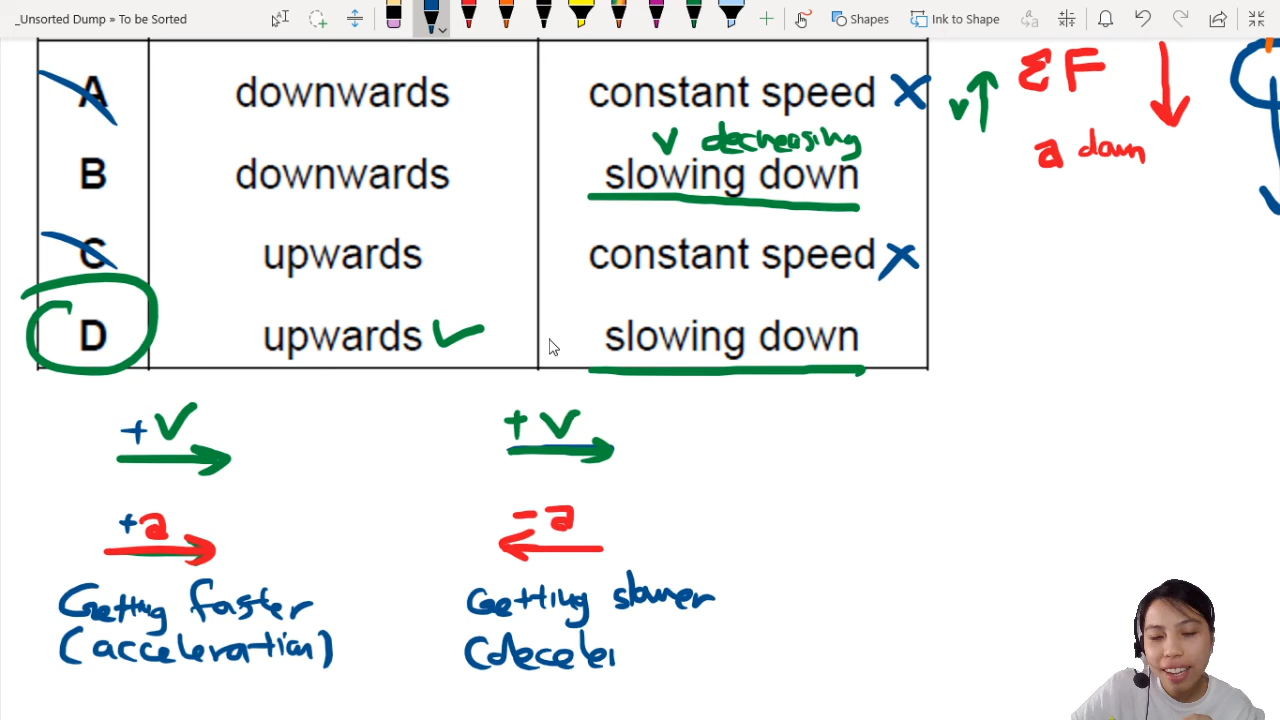 _Unsorted Dump » To be Sorted
Shapes
Ink to Shape
A downwards constant speed
v decreasing
B downwards slowing down
C upwards constant speed
D upwards slowing down
v
ΣF
a down
+v
+a
Getting faster
(acceleration)
+v
-a
Getting slower
(deceler